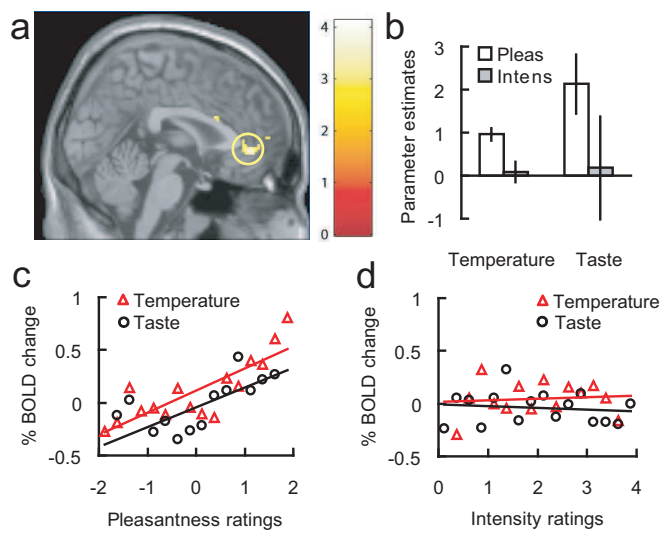 a
4
3
2
1
0
b
Parameter estimates
3
2
1
0
-1
Pleas
Intens
Temperature
Taste
c
% BOLD change
1
0.5
0
-0.5
Temperature
Taste
-2
-1
0
1
2
Pleasantness ratings
d
% BOLD change
1
0.5
0
-0.5
Temperature
Taste
0
1
2
3
4
Intensity ratings